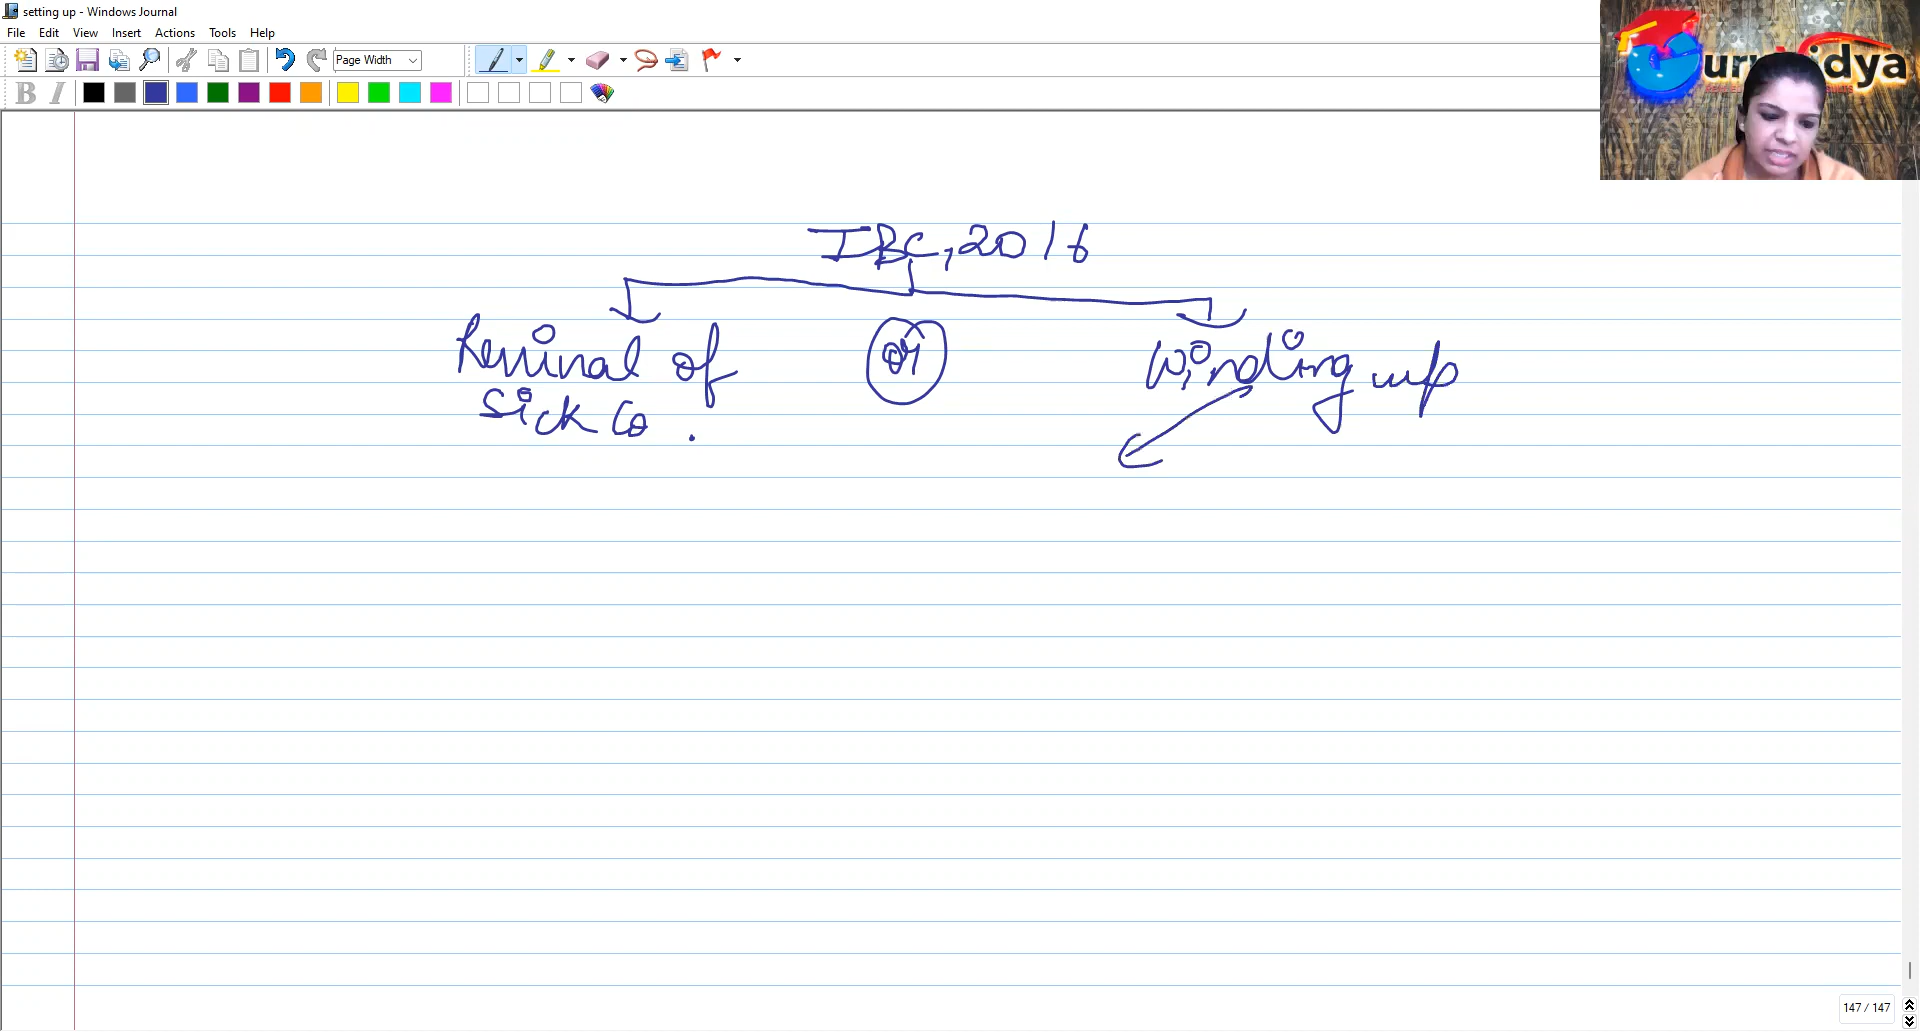 setting up - Windows Journal
File Edit View Insert Actions Tools Help
Page Width
B I
IBC, 2016
Revival of or Winding up
sick Co.
147 / 147